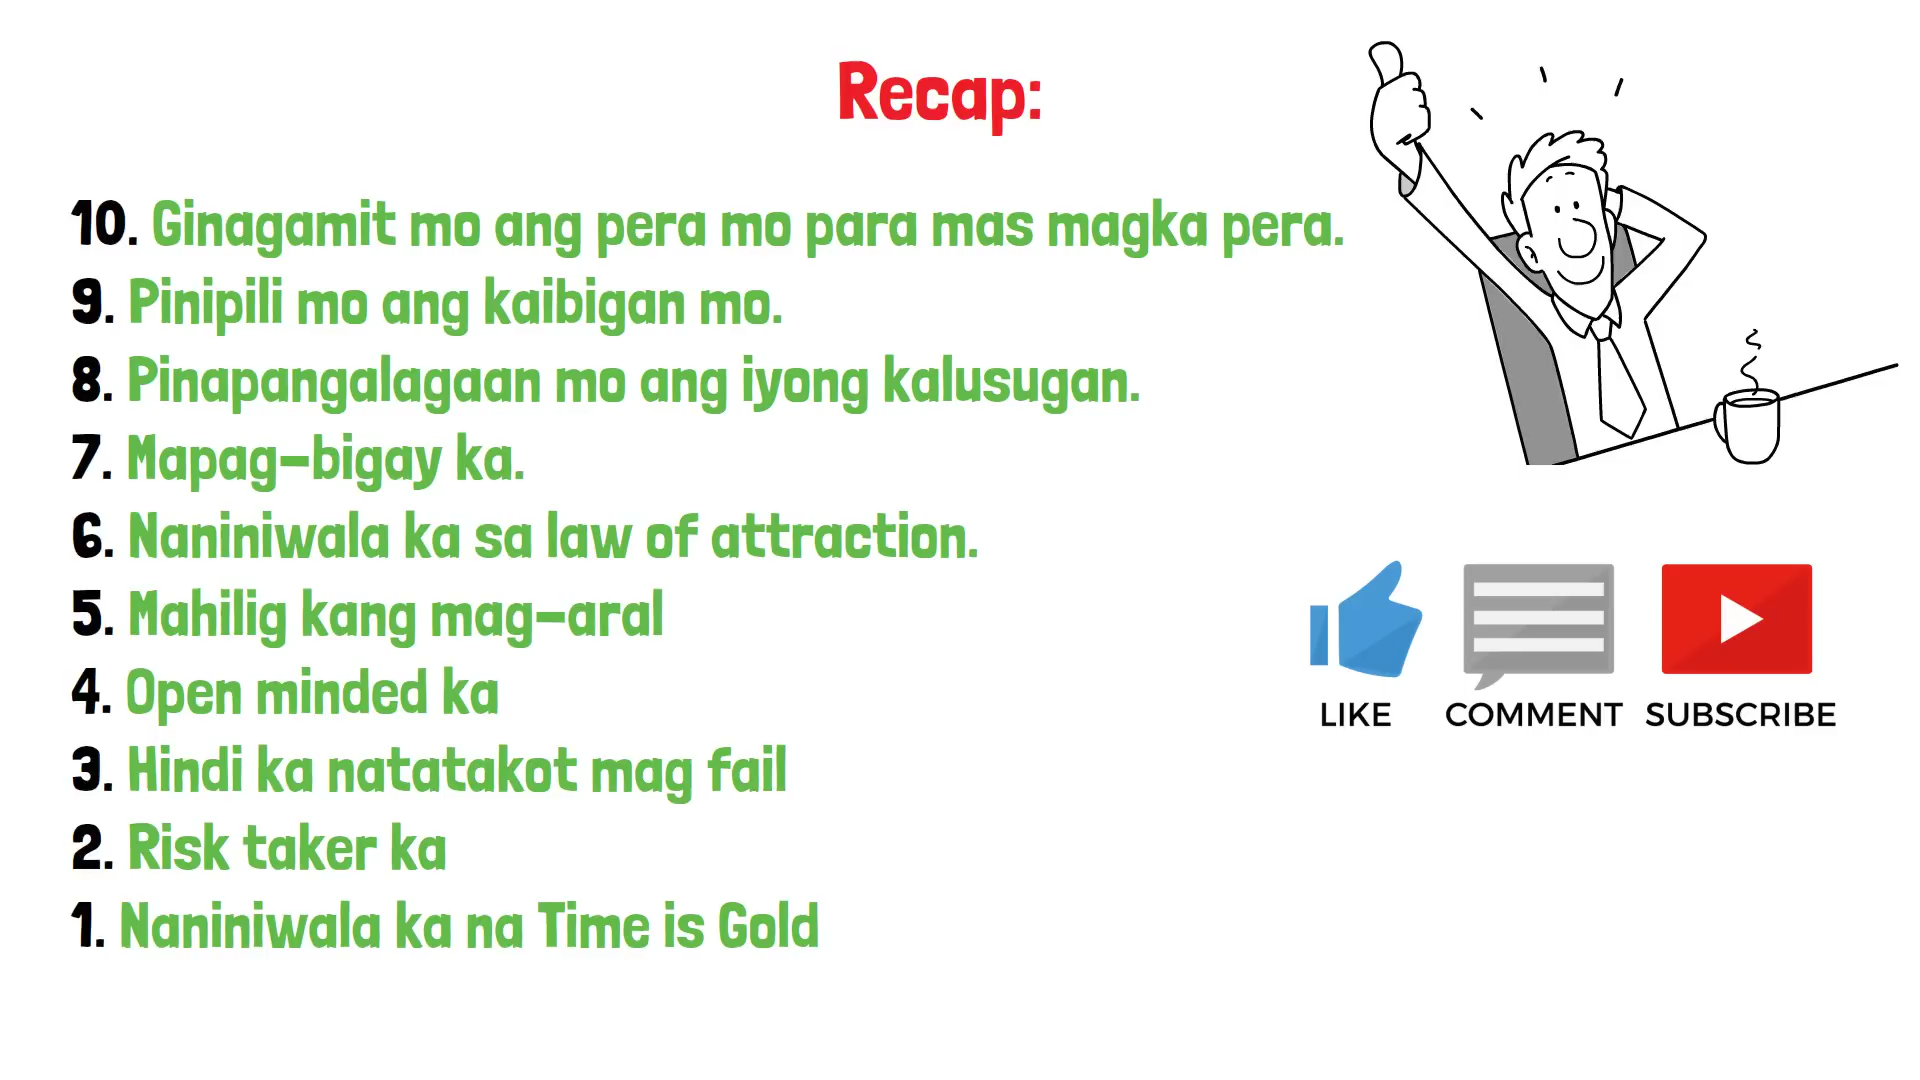 Recap:
10. Ginagamit mo ang pera mo para mas magka pera.
9. Pinipili mo ang kaibigan mo.
8. Pinapangalagaan mo ang iyong kalusugan.
7. Mapag-bigay ka.
6. Naniniwala ka sa law of attraction.
5. Mahilig kang mag-aral
4. Open minded ka
3. Hindi ka natatakot mag fail
2. Risk taker ka
1. Naniniwala ka na Time is Gold
LIKE COMMENT SUBSCRIBE